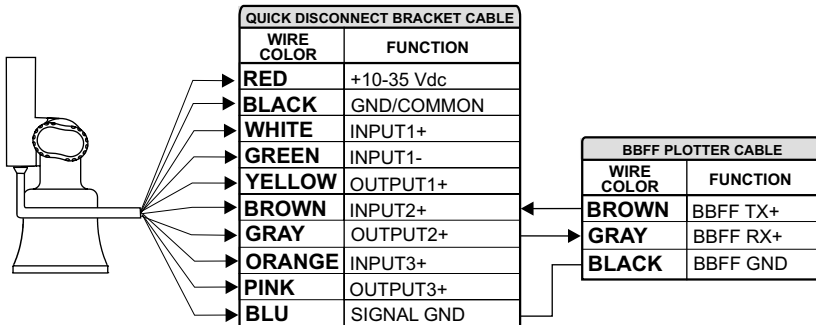 QUICK DISCONNECT BRACKET CABLE
WIRE COLOR FUNCTION
RED +10-35 Vdc
BLACK GND/COMMON
WHITE INPUT1+
GREEN INPUT1-
YELLOW OUTPUT1+
BROWN INPUT2+
GRAY OUTPUT2+
ORANGE INPUT3+
PINK OUTPUT3+
BLU SIGNAL GND
BBFF PLOTTER CABLE
WIRE COLOR FUNCTION
BROWN BBFF TX+
GRAY BBFF RX+
BLACK BBFF GND